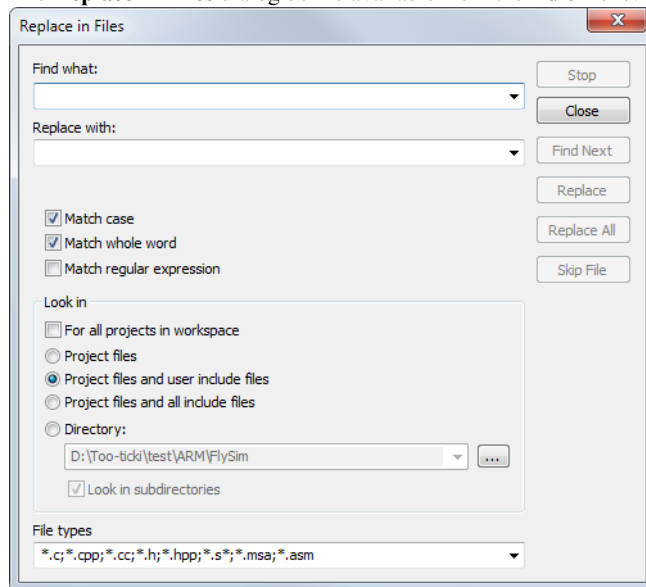 Replace in Files
Find what:
Stop
Close
Replace with:
Find Next
Replace
Match case
Replace All
Match whole word
Match regular expression
Skip File
Look in
For all projects in workspace
Project files
Project files and user include files
Project files and all include files
Directory:
D:\Too-ticki\test\ARM\FlySim
...
Look in subdirectories
File types
*.c;*.cpp;*.cc;*.h;*.hpp;*.s*;*.msa;*.asm